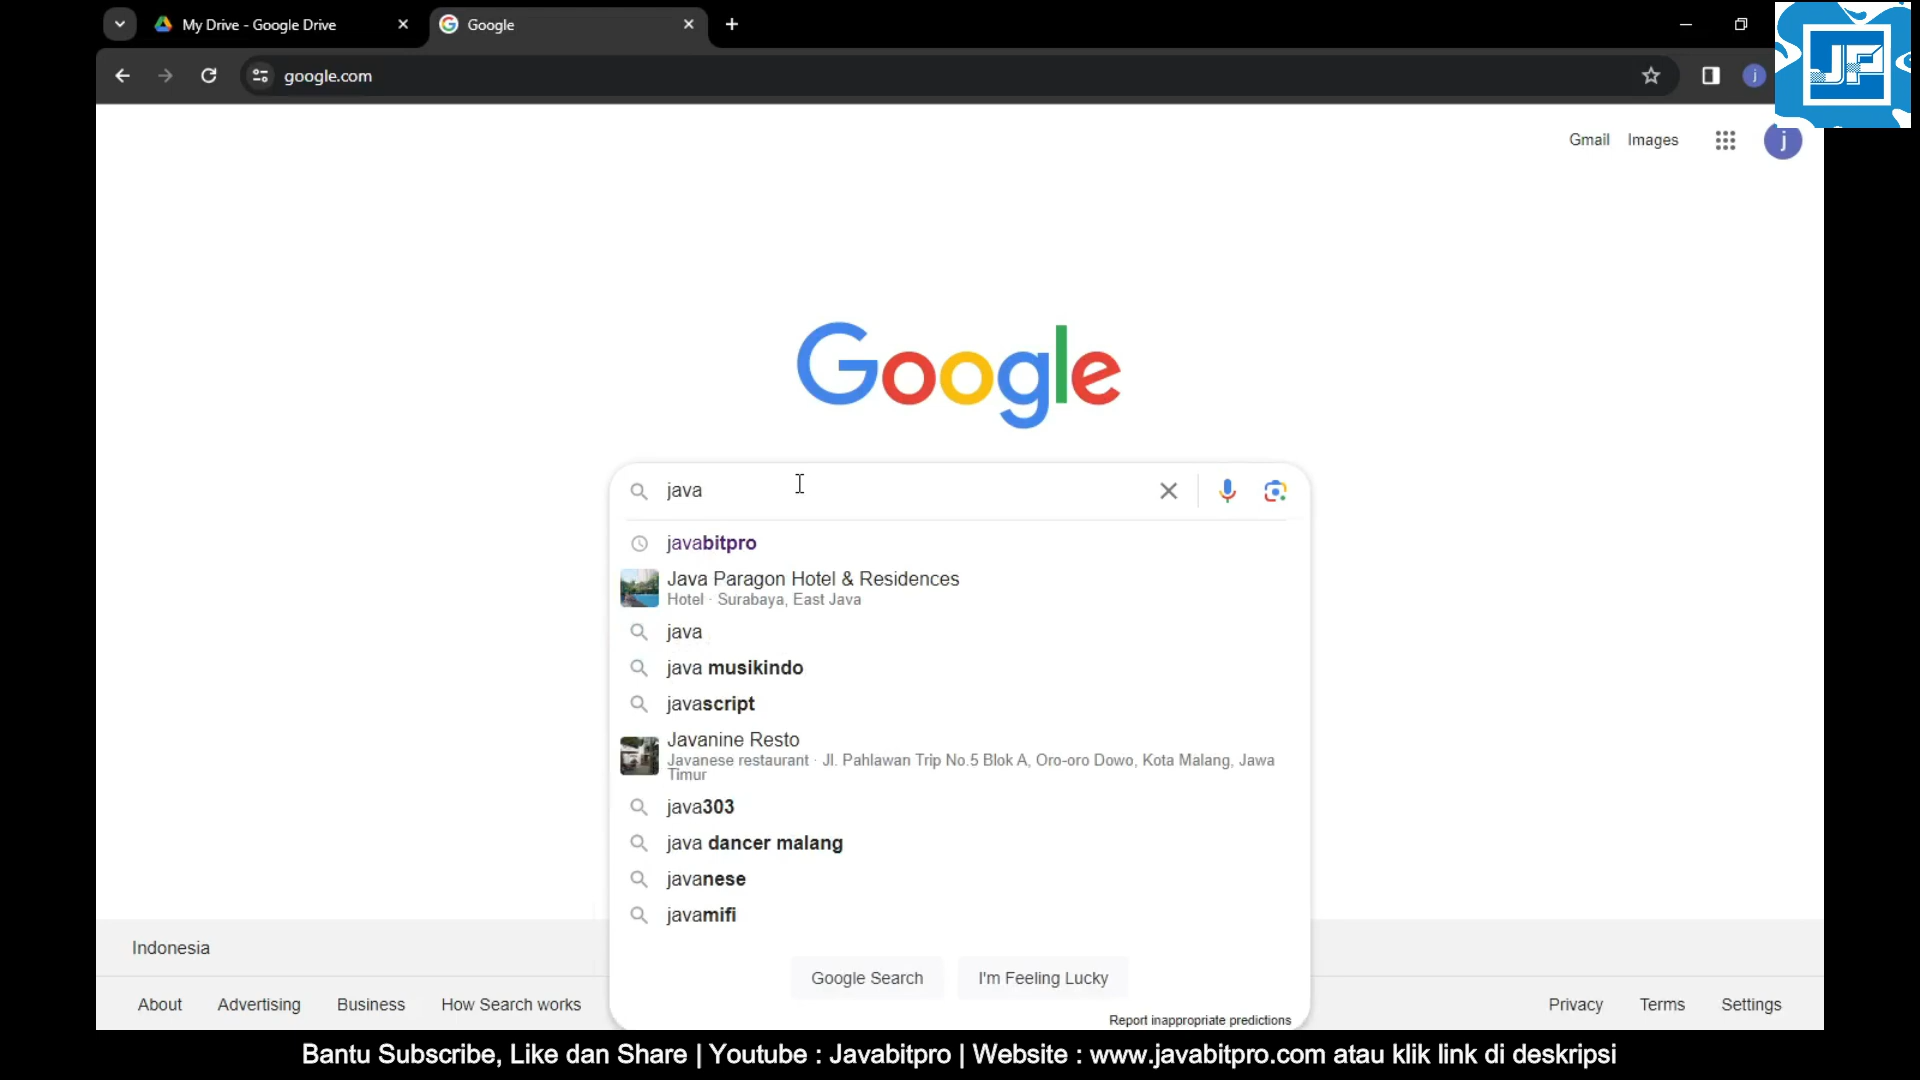 My Drive - Google Drive
Google
google.com
j
JP
Gmail Images
j
Google
java
javabitpro
Java Paragon Hotel & Residences
Hotel · Surabaya, East Java
java
java musikindo
javascript
Javanine Resto
Javanese restaurant · Jl. Pahlawan Trip No.5 Blok A, Oro-oro Dowo, Kota Malang, Jawa
Timur
java303
java dancer malang
javanese
javamifi
Google Search I'm Feeling Lucky
Report inappropriate predictions
Indonesia
About Advertising Business How Search works Privacy Terms Settings
Bantu Subscribe, Like dan Share | Youtube : Javabitpro | Website : www.javabitpro.com atau klik link di deskripsi